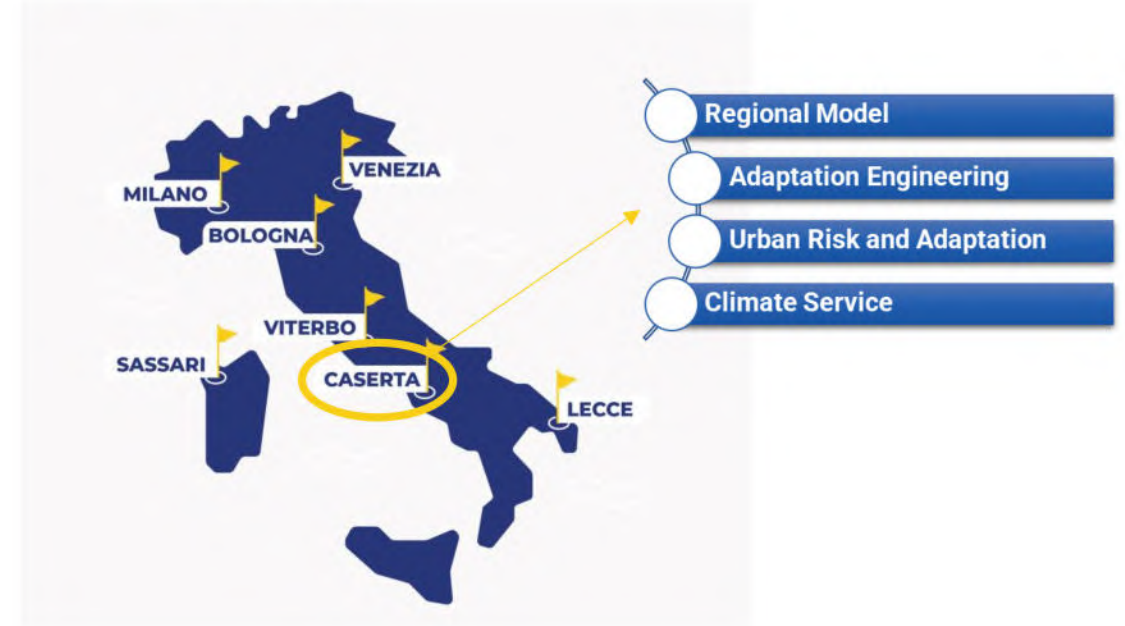 VENEZIA
MILANO
BOLOGNA
VITERBO
SASSARI
CASERTA
LECCE
Regional Model
Adaptation Engineering
Urban Risk and Adaptation
Climate Service